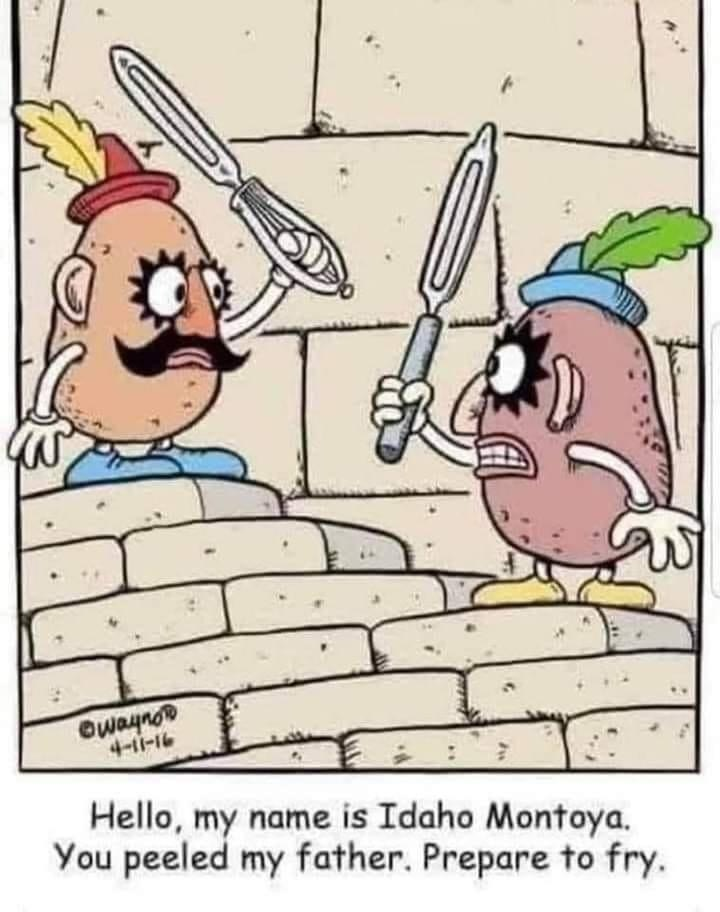 ©Wayno®
4-11-16
Hello, my name is Idaho Montoya.
You peeled my father. Prepare to fry.